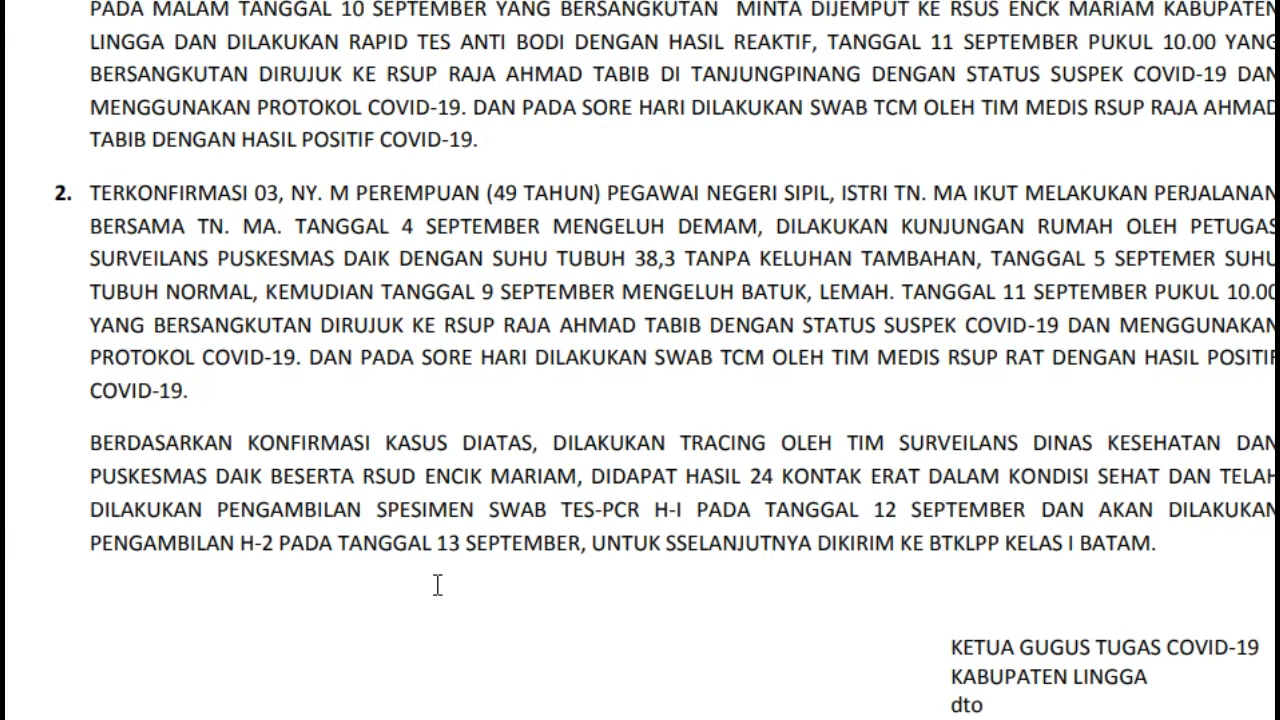 PADA MALAM TANGGAL 10 SEPTEMBER YANG BERSANGKUTAN MINTA DIJEMPUT KE RSUS ENCK MARIAM KABUPATEN
LINGGA DAN DILAKUKAN RAPID TES ANTI BODI DENGAN HASIL REAKTIF, TANGGAL 11 SEPTEMBER PUKUL 10.00 YANG
BERSANGKUTAN DIRUJUK KE RSUP RAJA AHMAD TABIB DI TANJUNGPINANG DENGAN STATUS SUSPEK COVID-19 DAN
MENGGUNAKAN PROTOKOL COVID-19. DAN PADA SORE HARI DILAKUKAN SWAB TCM OLEH TIM MEDIS RSUP RAJA AHMAD
TABIB DENGAN HASIL POSITIF COVID-19.
2. TERKONFIRMASI 03, NY. M PEREMPUAN (49 TAHUN) PEGAWAI NEGERI SIPIL, ISTRI TN. MA IKUT MELAKUKAN PERJALANAN
BERSAMA TN. MA. TANGGAL 4 SEPTEMBER MENGELUH DEMAM, DILAKUKAN KUNJUNGAN RUMAH OLEH PETUGAS
SURVEILANS PUSKESMAS DAIK DENGAN SUHU TUBUH 38,3 TANPA KELUHAN TAMBAHAN, TANGGAL 5 SEPTEMER SUHU
TUBUH NORMAL, KEMUDIAN TANGGAL 9 SEPTEMBER MENGELUH BATUK, LEMAH. TANGGAL 11 SEPTEMBER PUKUL 10.00
YANG BERSANGKUTAN DIRUJUK KE RSUP RAJA AHMAD TABIB DENGAN STATUS SUSPEK COVID-19 DAN MENGGUNAKAN
PROTOKOL COVID-19. DAN PADA SORE HARI DILAKUKAN SWAB TCM OLEH TIM MEDIS RSUP RAT DENGAN HASIL POSITIF
COVID-19.
BERDASARKAN KONFIRMASI KASUS DIATAS, DILAKUKAN TRACING OLEH TIM SURVEILANS DINAS KESEHATAN DAN
PUSKESMAS DAIK BESERTA RSUD ENCIK MARIAM, DIDAPAT HASIL 24 KONTAK ERAT DALAM KONDISI SEHAT DAN TELAH
DILAKUKAN PENGAMBILAN SPESIMEN SWAB TES-PCR H-I PADA TANGGAL 12 SEPTEMBER DAN AKAN DILAKUKAN
PENGAMBILAN H-2 PADA TANGGAL 13 SEPTEMBER, UNTUK SSELANJUTNYA DIKIRIM KE BTKLPP KELAS I BATAM.
KETUA GUGUS TUGAS COVID-19
KABUPATEN LINGGA
dto